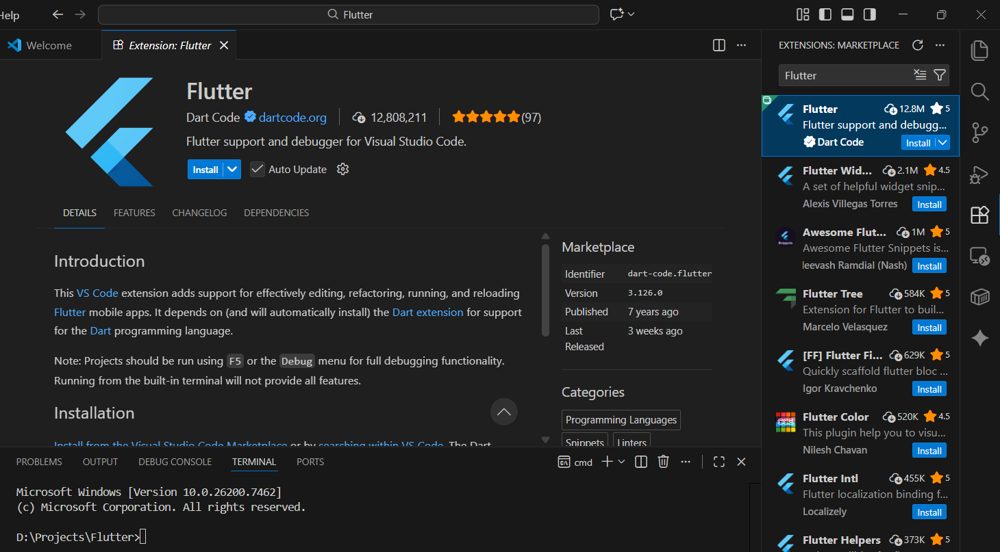 Help
Flutter
Welcome
Extension: Flutter
Flutter
Dart Code dartcode.org 12,808,211 (97)
Flutter support and debugger for Visual Studio Code.
Install Auto Update
DETAILS FEATURES CHANGELOG DEPENDENCIES
Introduction
This VS Code extension adds support for effectively editing, refactoring, running, and reloading
Flutter mobile apps. It depends on (and will automatically install) the Dart extension for support
for the Dart programming language.
Note: Projects should be run using F5 or the Debug menu for full debugging functionality.
Running from the built-in terminal will not provide all features.
Installation
Install from the Visual Studio Code Marketplace or by searching within VS Code. The Dart
Marketplace
Identifier dart-code.flutter
Version 3.126.0
Published 7 years ago
Last Released 3 weeks ago
Categories
Programming Languages
Snippets Linters
PROBLEMS OUTPUT DEBUG CONSOLE TERMINAL PORTS
cmd
Microsoft Windows [Version 10.0.26200.7462]
(c) Microsoft Corporation. All rights reserved.
D:\Projects\Flutter>
EXTENSIONS: MARKETPLACE
Flutter
Flutter 12.8M 5
Flutter support and debugg...
Dart Code Install
Flutter Wid... 2.1M 4.5
A set of helpful widget snip...
Alexis Villegas Torres Install
Awesome Flut... 1M 5
Awesome Flutter Snippets is...
leevash Ramdial (Nash) Install
Flutter Tree 584K 5
Extension for Flutter to buil...
Marcelo Velasquez Install
[FF] Flutter Fi... 629K 5
Quickly scaffold flutter bloc ...
Igor Kravchenko Install
Flutter Color 520K 4.5
This plugin help you to visu...
Nilesh Chavan Install
Flutter Intl 455K 5
Flutter localization binding f...
Localizely Install
Flutter Helpers 373K 5